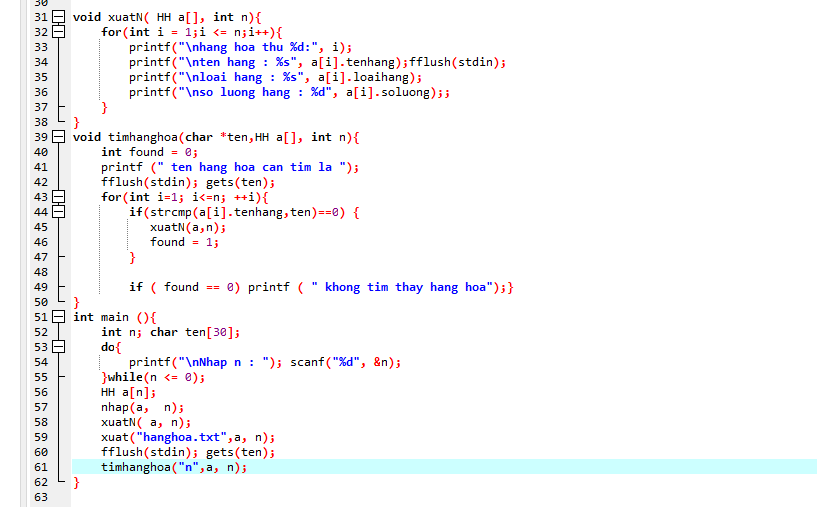 30
31 void xuatN( HH a[], int n){
32 for(int i = 1;i <= n;i++){
33 printf("\nhang hoa thu %d:", i);
34 printf("\nten hang : %s", a[i].tenhang);fflush(stdin);
35 printf("\nloai hang : %s", a[i].loaihang);
36 printf("\nso luong hang : %d", a[i].soluong);;
37 }
38 }
39 void timhanghoa(char *ten,HH a[], int n){
40 int found = 0;
41 printf (" ten hang hoa can tim la ");
42 fflush(stdin); gets(ten);
43 for(int i=1; i<=n; ++i){
44 if(strcmp(a[i].tenhang,ten)==0) {
45 xuatN(a,n);
46 found = 1;
47 }
48
49 if ( found == 0) printf ( " khong tim thay hang hoa");}
50 }
51 int main (){
52 int n; char ten[30];
53 do{
54 printf("\nNhap n : "); scanf("%d", &n);
55 }while(n <= 0);
56 HH a[n];
57 nhap(a, n);
58 xuatN( a, n);
59 xuat("hanghoa.txt",a, n);
60 fflush(stdin); gets(ten);
61 timhanghoa("n",a, n);
62 }
63